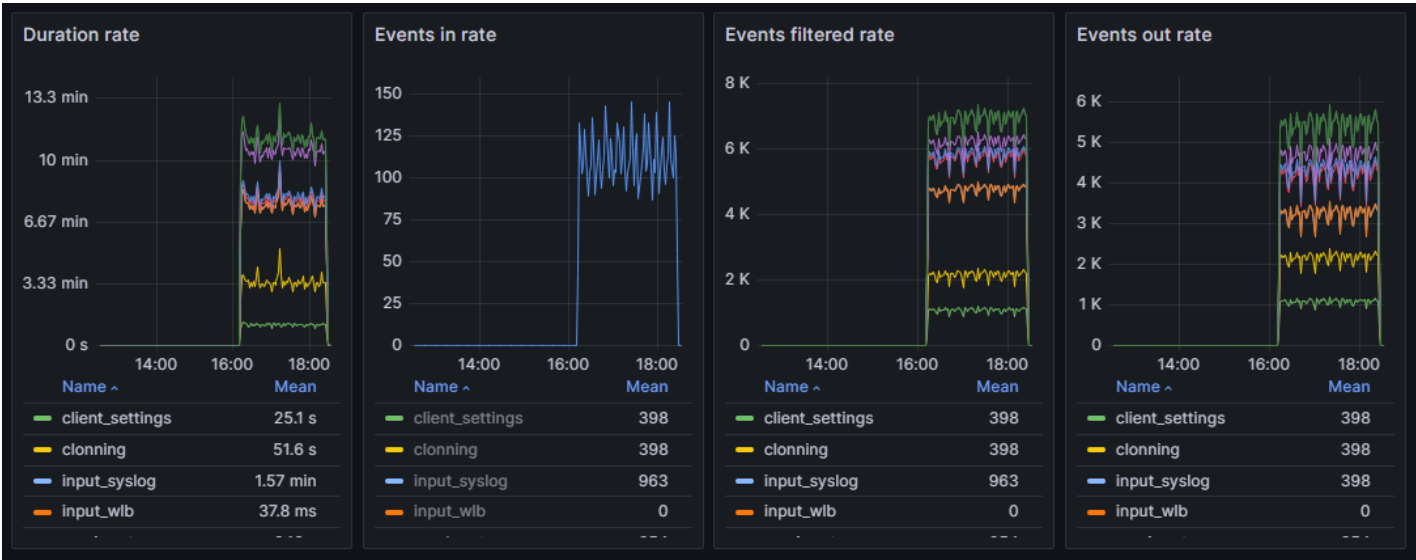 Duration rate
13.3 min
10 min
6.67 min
3.33 min
0 s
14:00 16:00 18:00
Name Mean
client_settings 25.1 s
clonning 51.6 s
input_syslog 1.57 min
input_wlb 37.8 ms
Events in rate
150
125
100
75
50
25
0
14:00 16:00 18:00
Name Mean
client_settings 398
clonning 398
input_syslog 963
input_wlb 0
Events filtered rate
8 K
6 K
4 K
2 K
0
14:00 16:00 18:00
Name Mean
client_settings 398
clonning 398
input_syslog 963
input_wlb 0
Events out rate
6 K
5 K
4 K
3 K
2 K
1 K
0
14:00 16:00 18:00
Name Mean
client_settings 398
clonning 398
input_syslog 398
input_wlb 0